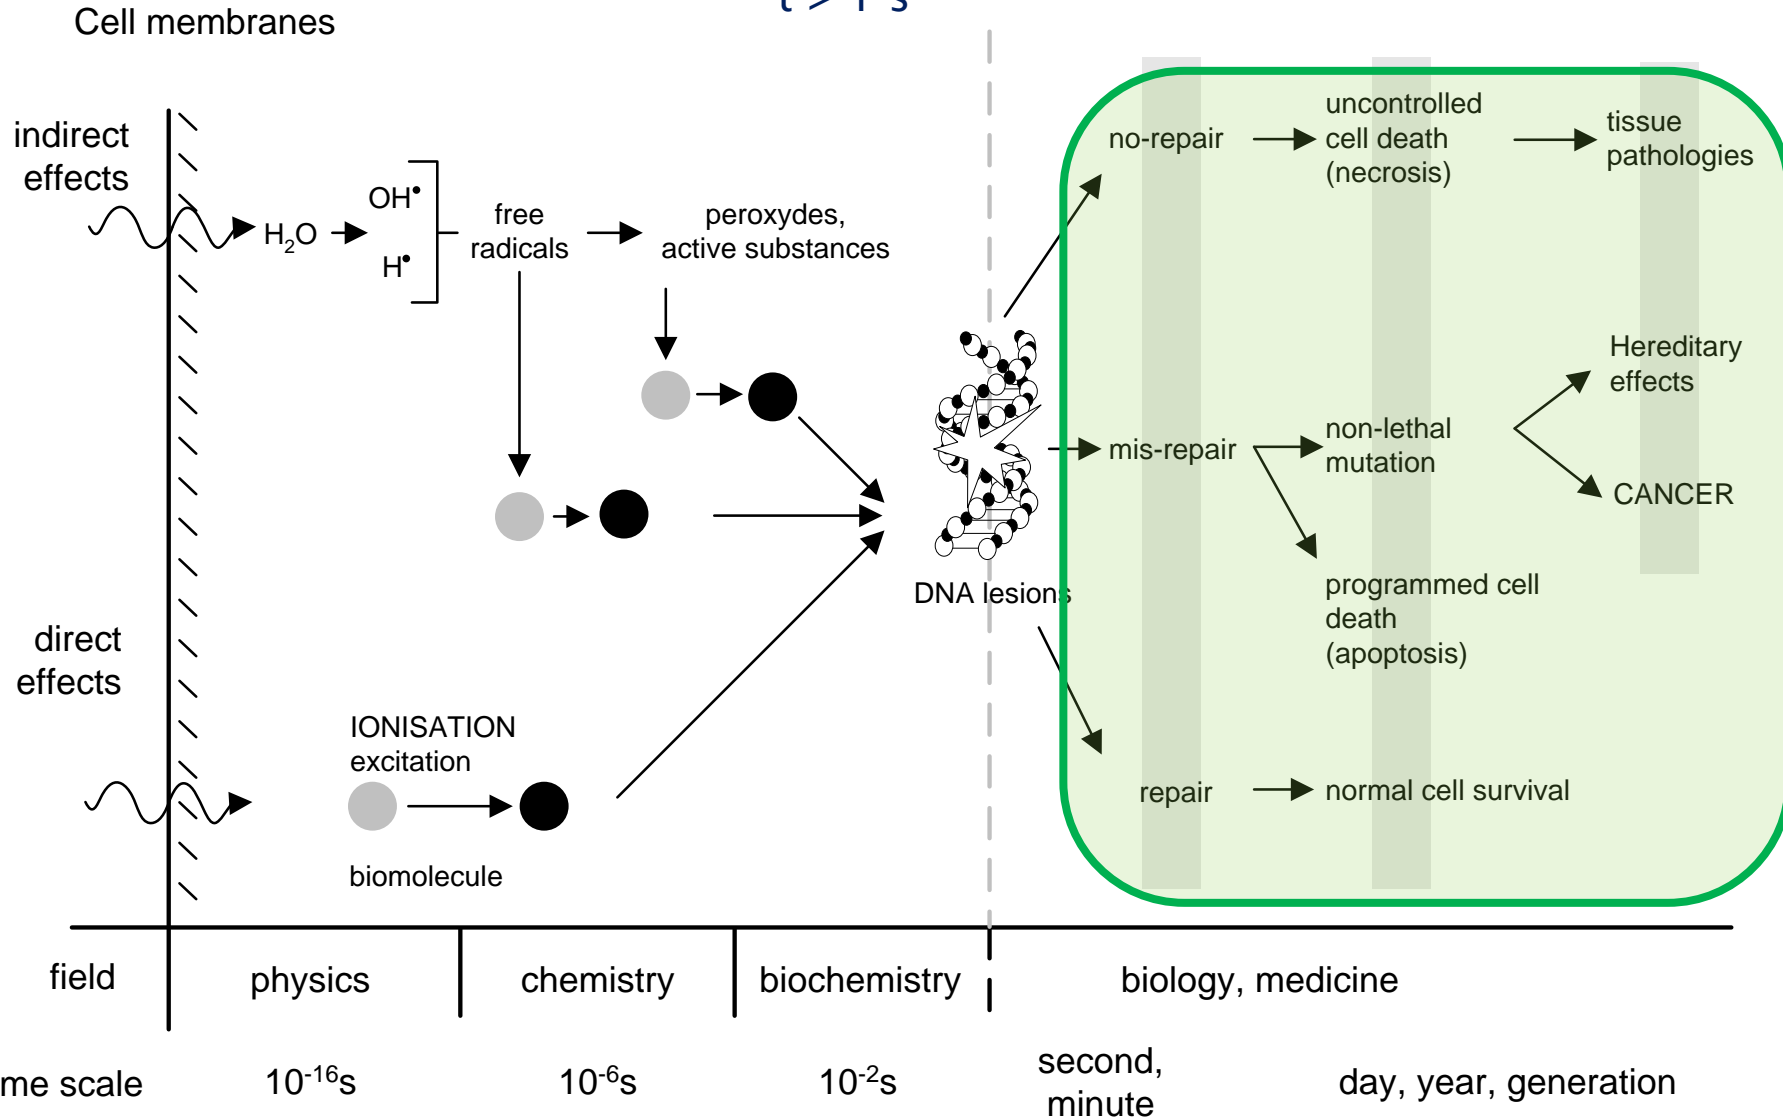 t > 1 s
Cell membranes
indirect
effects
H₂O
OH•
H•
free
radicals
peroxydes,
active substances
no-repair
uncontrolled
cell death
(necrosis)
tissue
pathologies
mis-repair
non-lethal
mutation
Hereditary
effects
CANCER
programmed cell
death
(apoptosis)
DNA lesions
direct
effects
IONISATION
excitation
biomolecule
repair
normal cell survival
field
physics
chemistry
biochemistry
biology, medicine
me scale
10⁻¹⁶s
10⁻⁶s
10⁻²s
second,
minute
day, year, generation